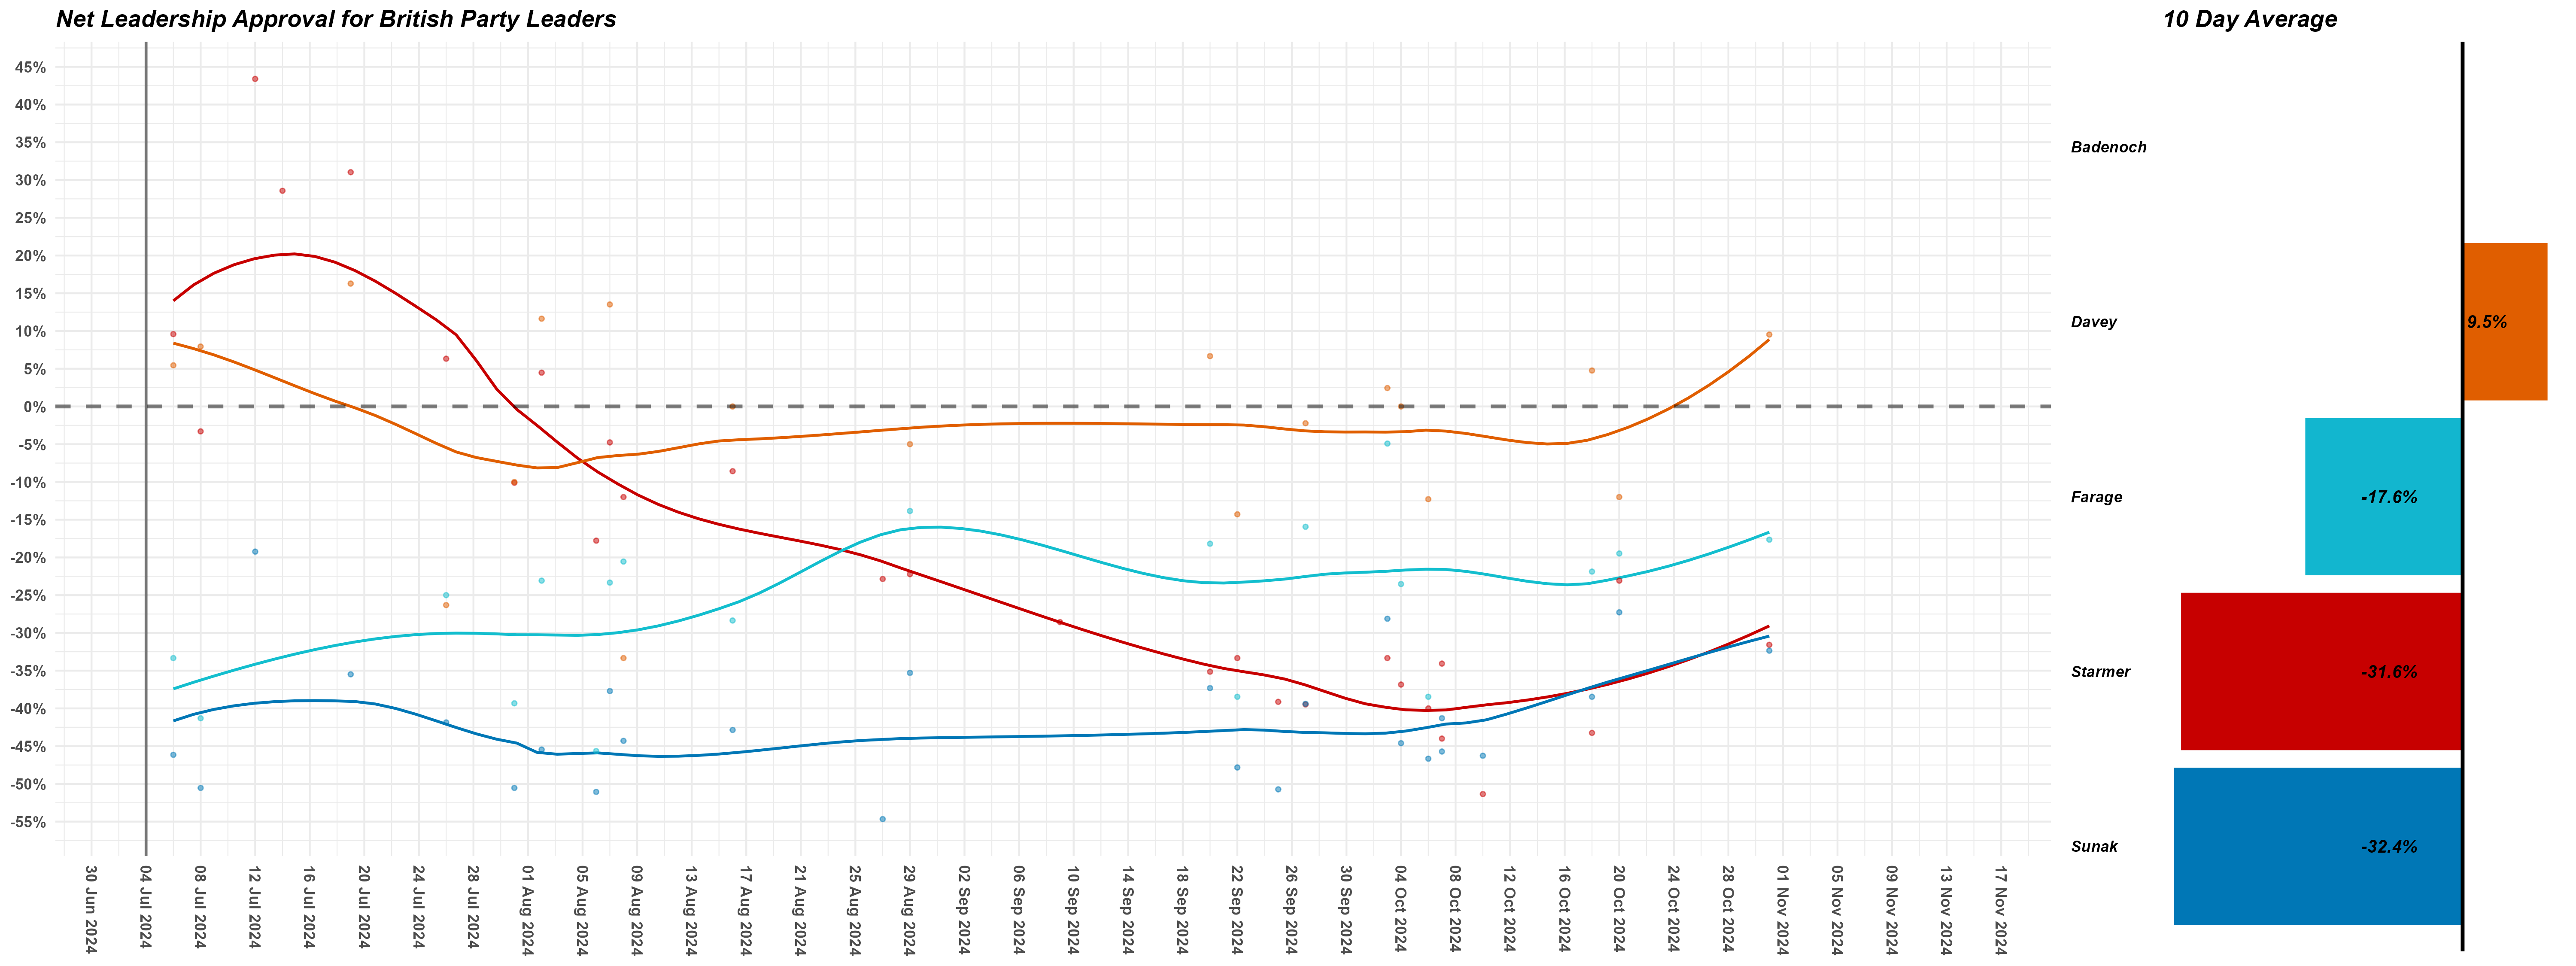 Net Leadership Approval for British Party Leaders
10 Day Average
45%
40%
35%
30%
25%
20%
15%
10%
5%
0%
-5%
-10%
-15%
-20%
-25%
-30%
-35%
-40%
-45%
-50%
-55%
30 Jun 2024
04 Jul 2024
08 Jul 2024
12 Jul 2024
16 Jul 2024
20 Jul 2024
24 Jul 2024
28 Jul 2024
01 Aug 2024
05 Aug 2024
09 Aug 2024
13 Aug 2024
17 Aug 2024
21 Aug 2024
25 Aug 2024
29 Aug 2024
02 Sep 2024
06 Sep 2024
10 Sep 2024
14 Sep 2024
18 Sep 2024
22 Sep 2024
26 Sep 2024
30 Sep 2024
04 Oct 2024
08 Oct 2024
12 Oct 2024
16 Oct 2024
20 Oct 2024
24 Oct 2024
28 Oct 2024
01 Nov 2024
05 Nov 2024
09 Nov 2024
13 Nov 2024
17 Nov 2024
Badenoch
Davey
9.5%
Farage
-17.6%
Starmer
-31.6%
Sunak
-32.4%